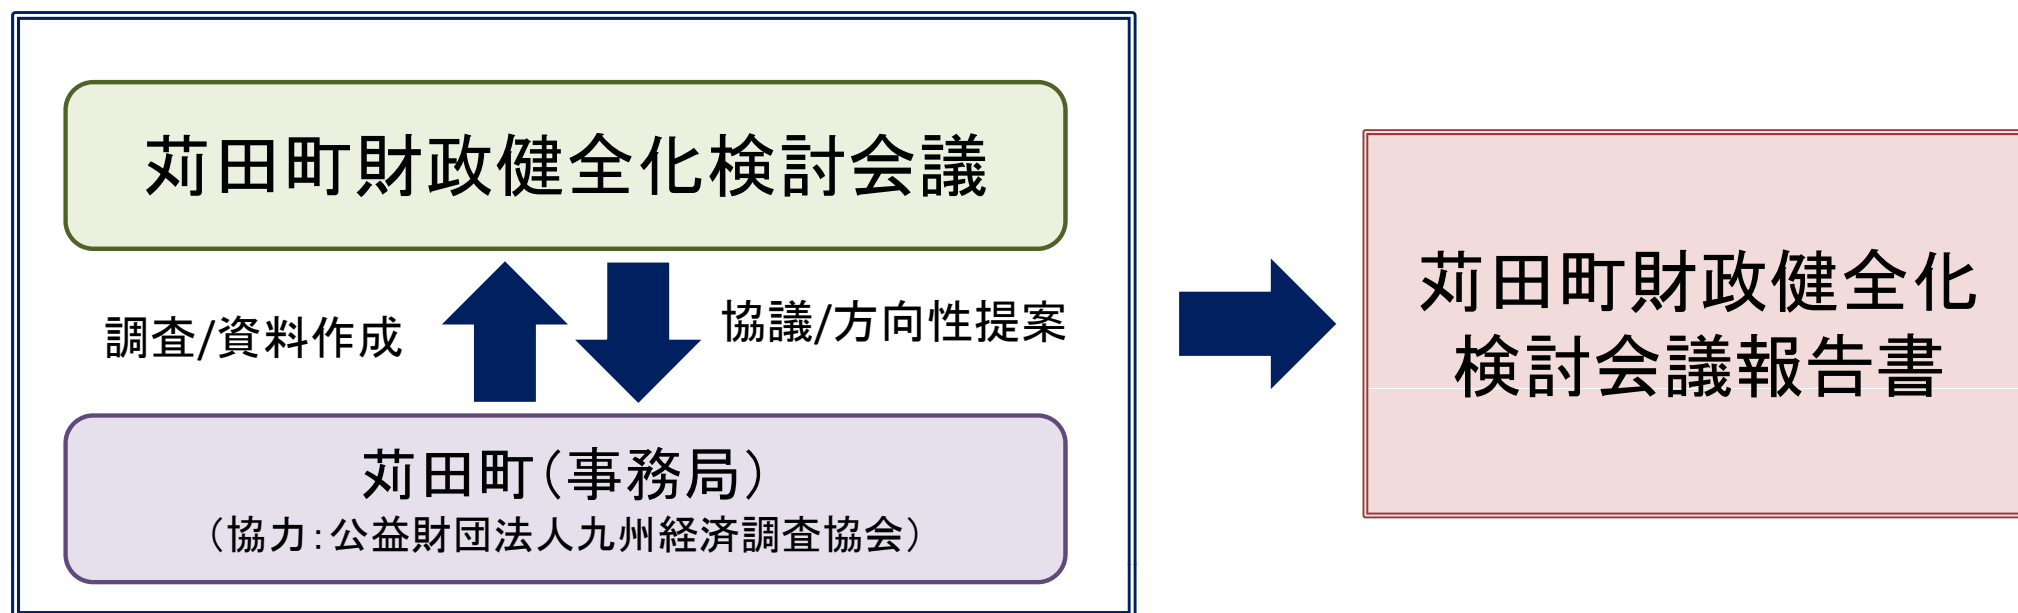 苅田町財政健全化検討会議
調査/資料作成
協議/方向性提案
苅田町（事務局）
（協力：公益財団法人九州経済調査協会）
苅田町財政健全化
検討会議報告書